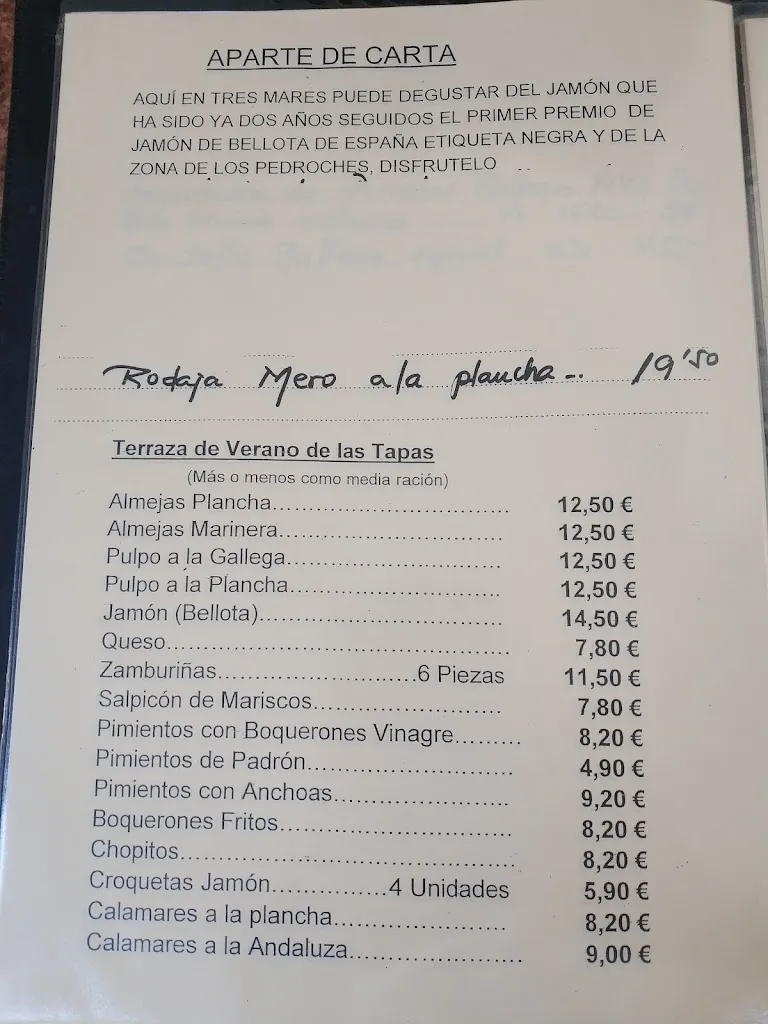 APARTE DE CARTA
AQUÍ EN TRES MARES PUEDE DEGUSTAR DEL JAMÓN QUE
HA SIDO YA DOS AÑOS SEGUIDOS EL PRIMER PREMIO DE
JAMÓN DE BELLOTA DE ESPAÑA ETIQUETA NEGRA Y DE LA
ZONA DE LOS PEDROCHES, DISFRUTELO
Rodaja Mero a la plancha-.. 19'50
Terraza de Verano de las Tapas
(Más o menos como media ración)
Almejas Plancha.................................. 12,50 €
Almejas Marinera................................ 12,50 €
Pulpo a la Gallega.............................. 12,50 €
Pulpo a la Plancha.............................. 12,50 €
Jamón (Bellota).................................. 14,50 €
Queso................................................ 7,80 €
Zamburiñas............................6 Piezas 11,50 €
Salpicón de Mariscos.......................... 7,80 €
Pimientos con Boquerones Vinagre......... 8,20 €
Pimientos de Padrón............................ 4,90 €
Pimientos con Anchoas........................ 9,20 €
Boquerones Fritos................................ 8,20 €
Chopitos.............................................. 8,20 €
Croquetas Jamón................4 Unidades 5,90 €
Calamares a la plancha........................ 8,20 €
Calamares a la Andaluza........................ 9,00 €